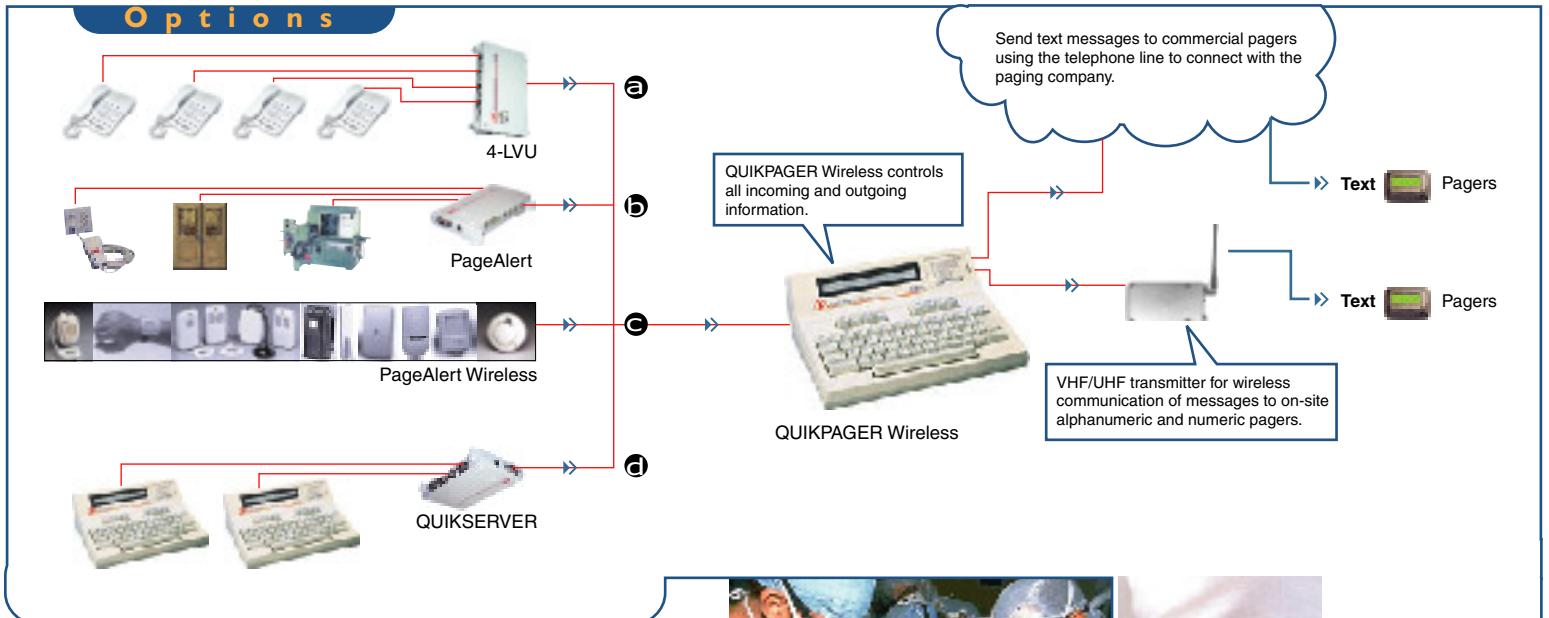 Options
Send text messages to commercial pagers
using the telephone line to connect with the
paging company.
a
4-LVU
QUIKPAGER Wireless controls
all incoming and outgoing
information.
Text Pagers
b
PageAlert
Text Pagers
c
PageAlert Wireless
VHF/UHF transmitter for wireless
communication of messages to on-site
alphanumeric and numeric pagers.
QUIKPAGER Wireless
d
QUIKSERVER